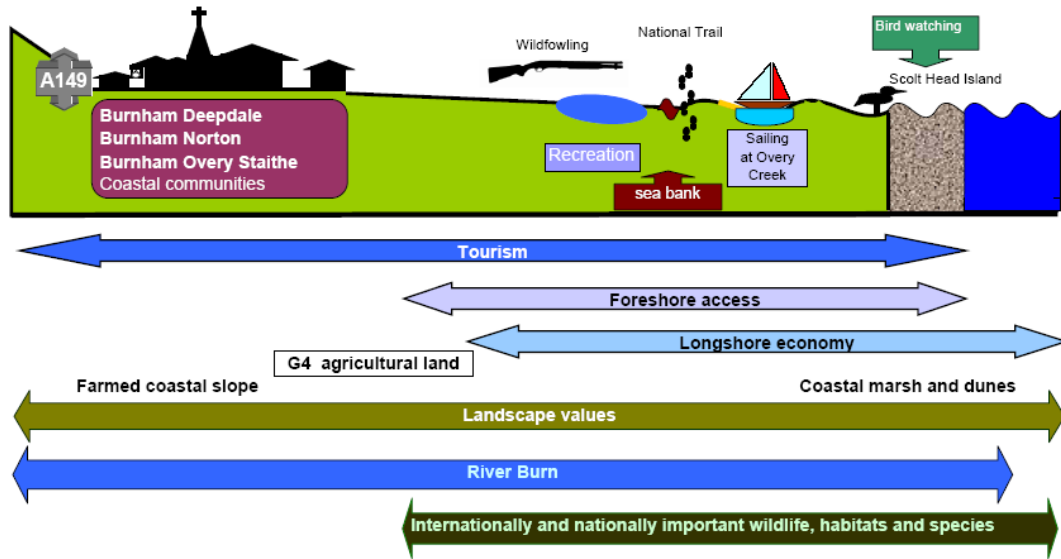 Bird watching
National Trail
Wildfowling
Scolt Head Island
A149
Burnham Deepdale
Burnham Norton
Burnham Overy Staithe
Coastal communities
Recreation
Sailing
at Overy
Creek
sea bank
Tourism
Foreshore access
Longshore economy
G4 agricultural land
Farmed coastal slope
Coastal marsh and dunes
Landscape values
River Burn
Internationally and nationally important wildlife, habitats and species